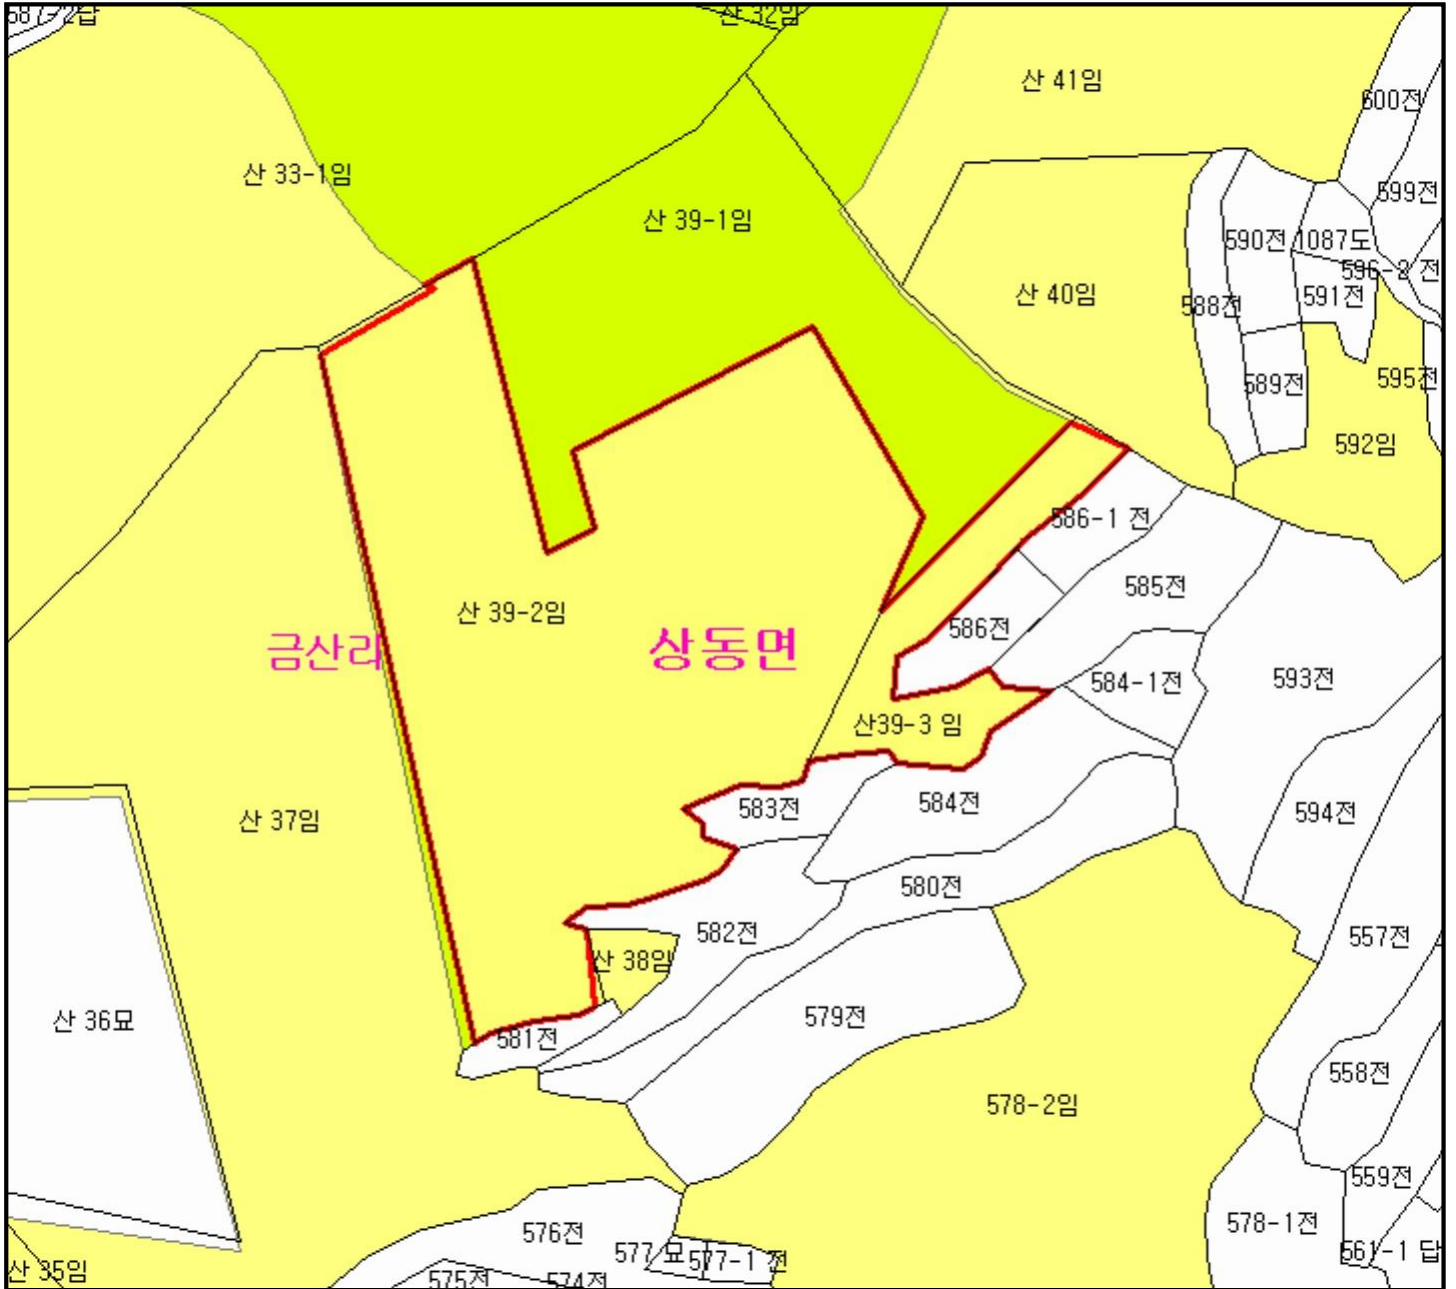 587-2답
산 32임
산 41임
600전
산 33-1임
599전
산 39-1임
590전
1087도
596-2 전
산 40임
588전
591전
589전
595전
592임
586-1 전
585전
산 39-2임
586전
금산리
상동면
584-1전
593전
산39-3 임
583전
584전
594전
산 37임
580전
582전
557전
산 38임
산 36묘
579전
581전
558전
578-2임
559전
576전
578-1전
577 묘
577-1 전
561-1 답
산 35임
575전
574전